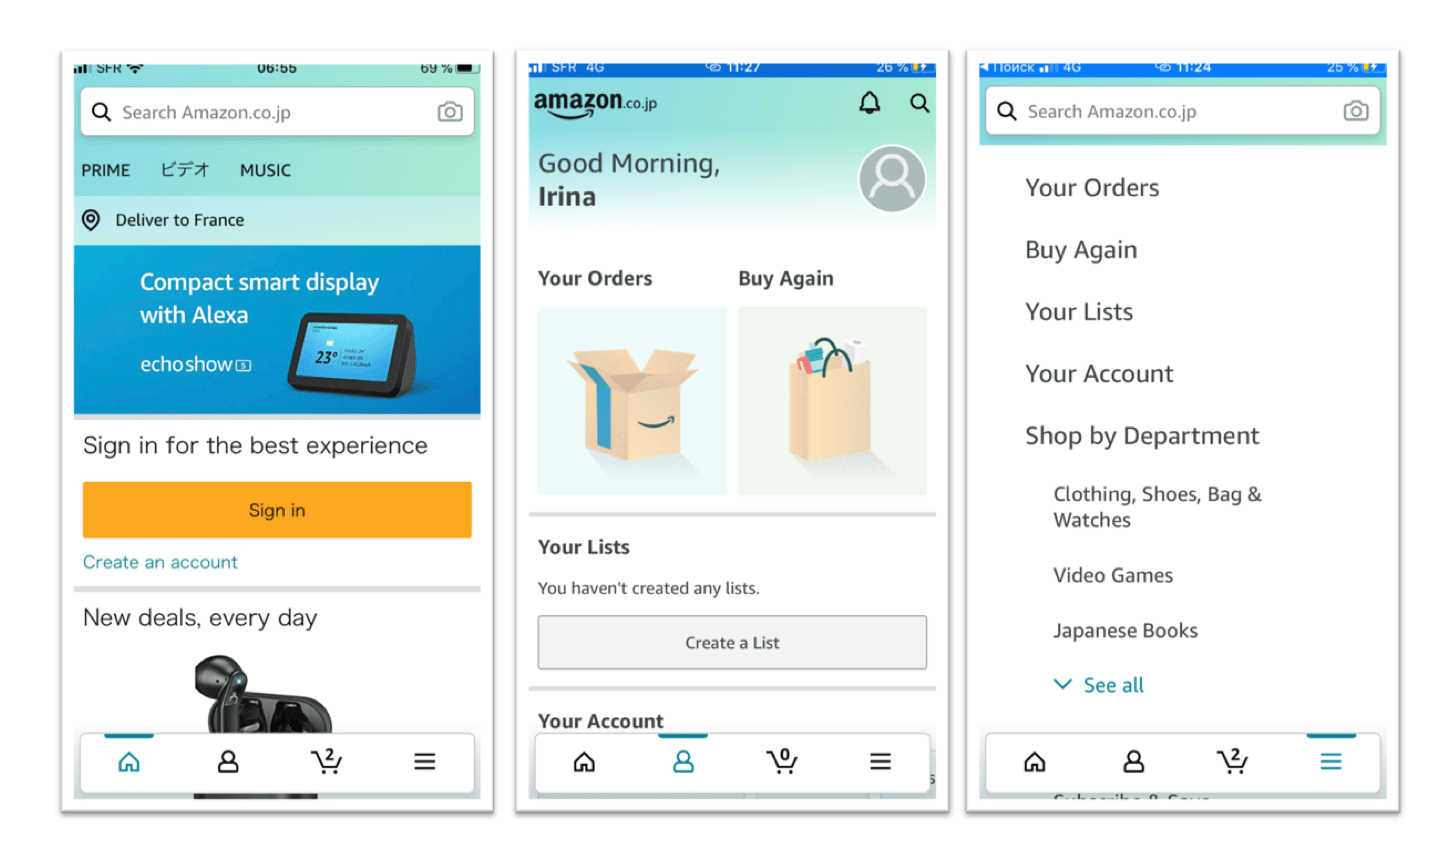 SFR
06:55
69 %
Search Amazon.co.jp
PRIME ビデオ MUSIC
Deliver to France
Compact smart display
with Alexa
23°
echo show 5
Sign in for the best experience
Sign in
Create an account
New deals, every day
2
SFR 4G
11:27
26 %
amazon.co.jp
Good Morning,
Irina
Your Orders
Buy Again
Your Lists
You haven't created any lists.
Create a List
Your Account
0
s
Поиск
4G
11:24
25 %
Search Amazon.co.jp
Your Orders
Buy Again
Your Lists
Your Account
Shop by Department
Clothing, Shoes, Bag &
Watches
Video Games
Japanese Books
See all
2
Subscribe & Save